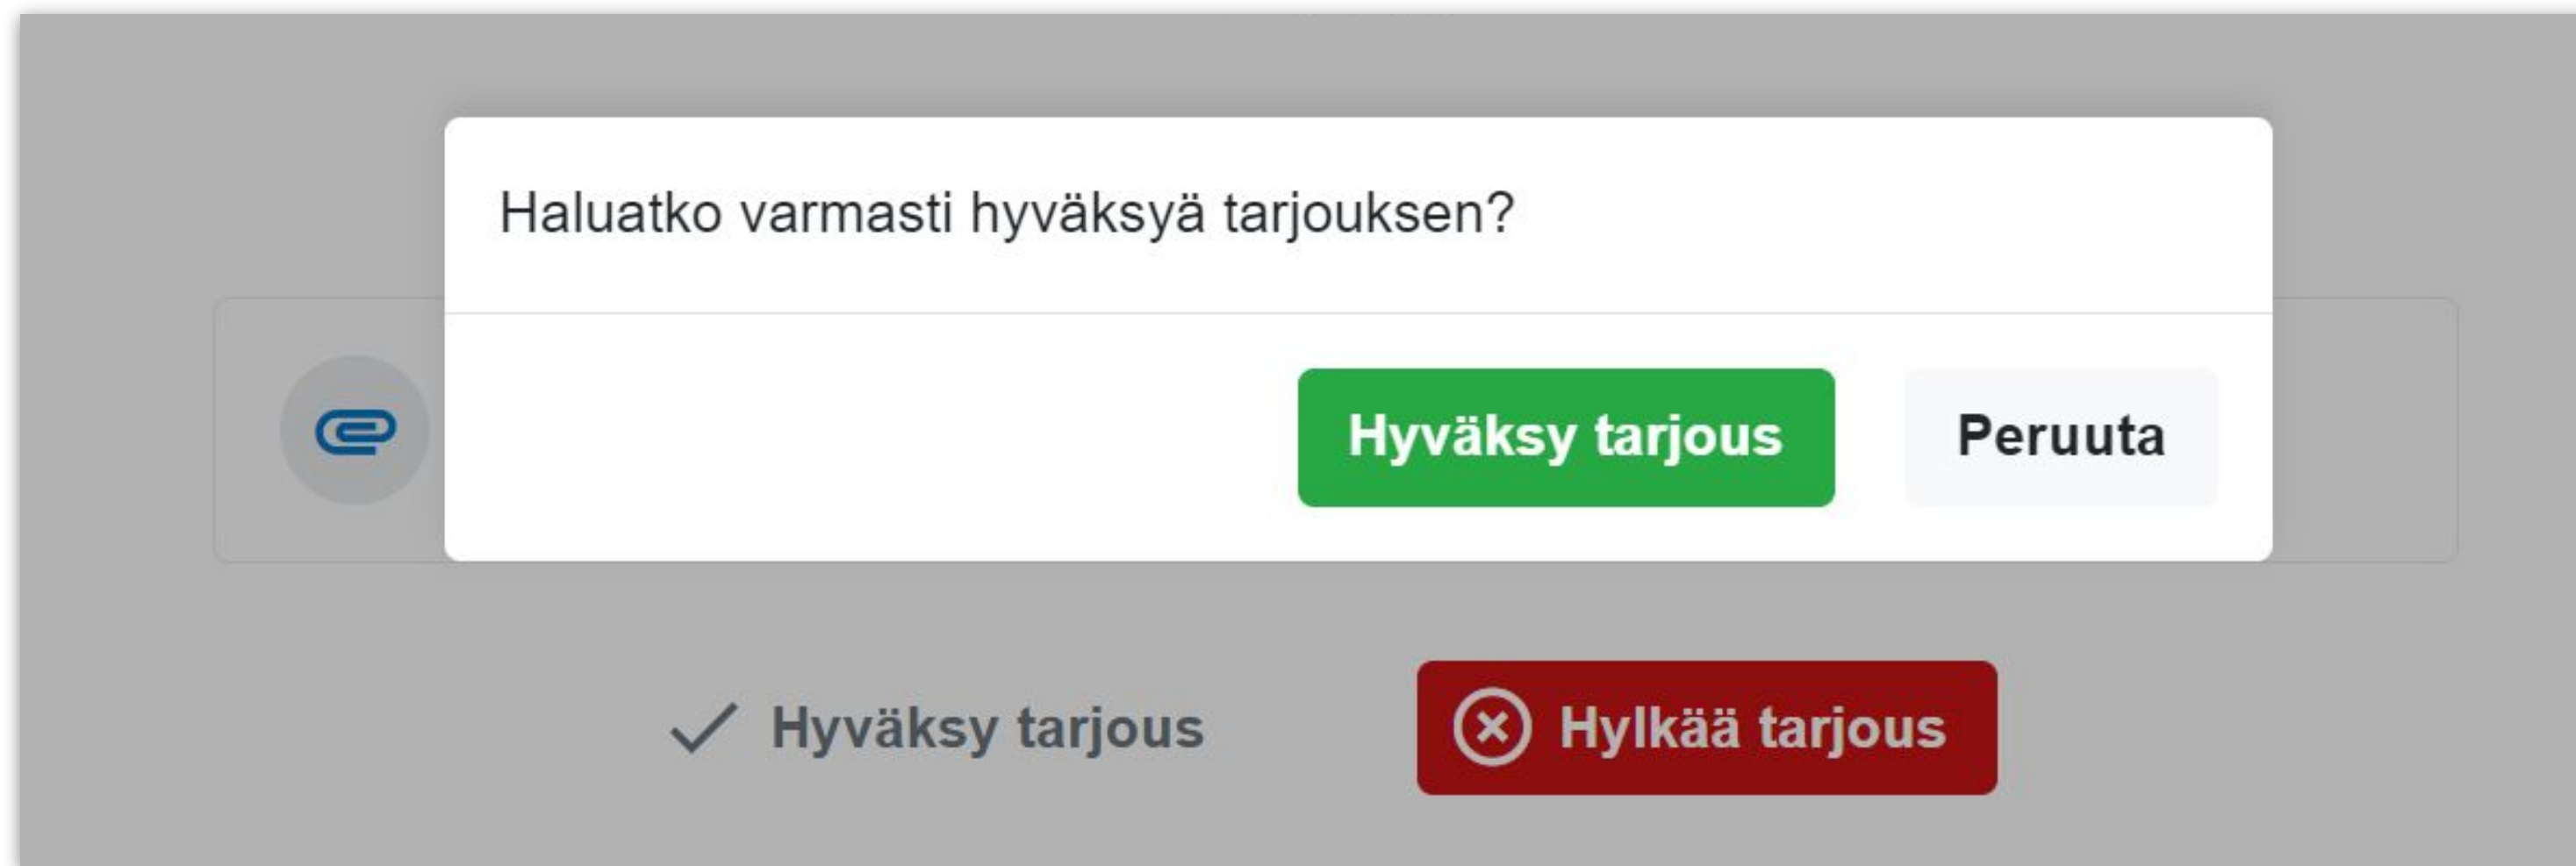 Haluatko varmasti hyväksyä tarjouksen?
Hyväksy tarjous
Peruuta
Hyväksy tarjous
Hylkää tarjous